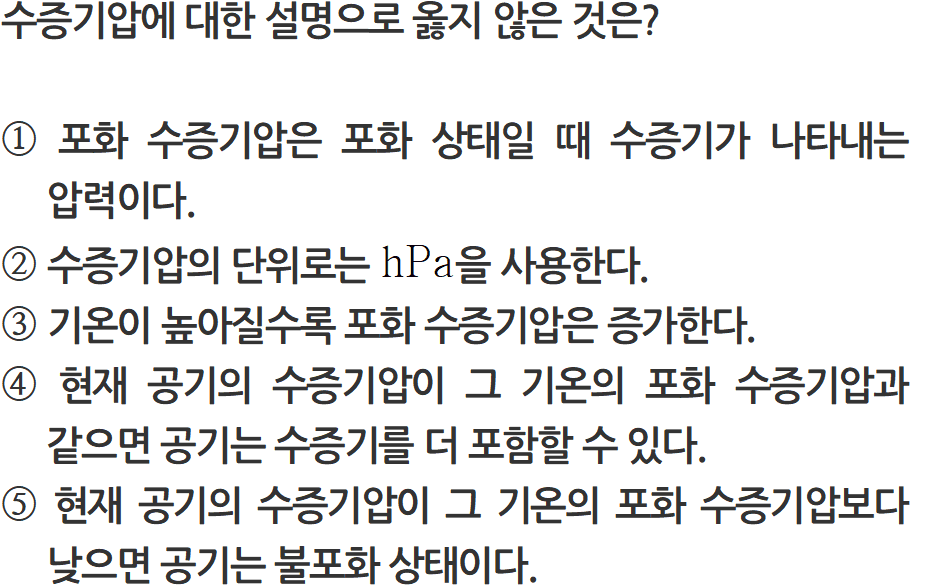 수증기압에 대한 설명으로 옳지 않은 것은?
① 포화 수증기압은 포화 상태일 때 수증기가 나타내는
압력이다.
② 수증기압의 단위로는 hPa을 사용한다.
③ 기온이 높아질수록 포화 수증기압은 증가한다.
④ 현재 공기의 수증기압이 그 기온의 포화 수증기압과
같으면 공기는 수증기를 더 포함할 수 있다.
⑤ 현재 공기의 수증기압이 그 기온의 포화 수증기압보다
낮으면 공기는 불포화 상태이다.